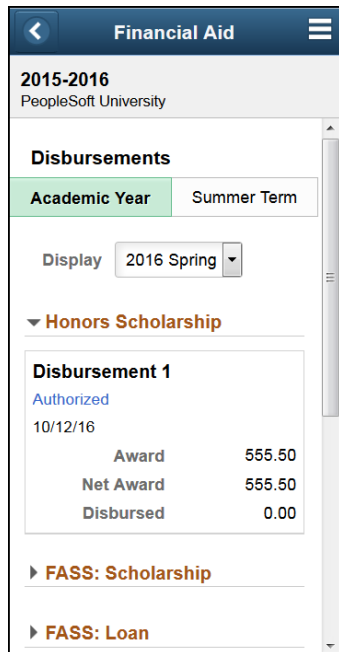 Financial Aid
2015-2016
PeopleSoft University
Disbursements
Academic Year Summer Term
Display 2016 Spring
Honors Scholarship
Disbursement 1
Authorized
10/12/16
Award 555.50
Net Award 555.50
Disbursed 0.00
FASS: Scholarship
FASS: Loan